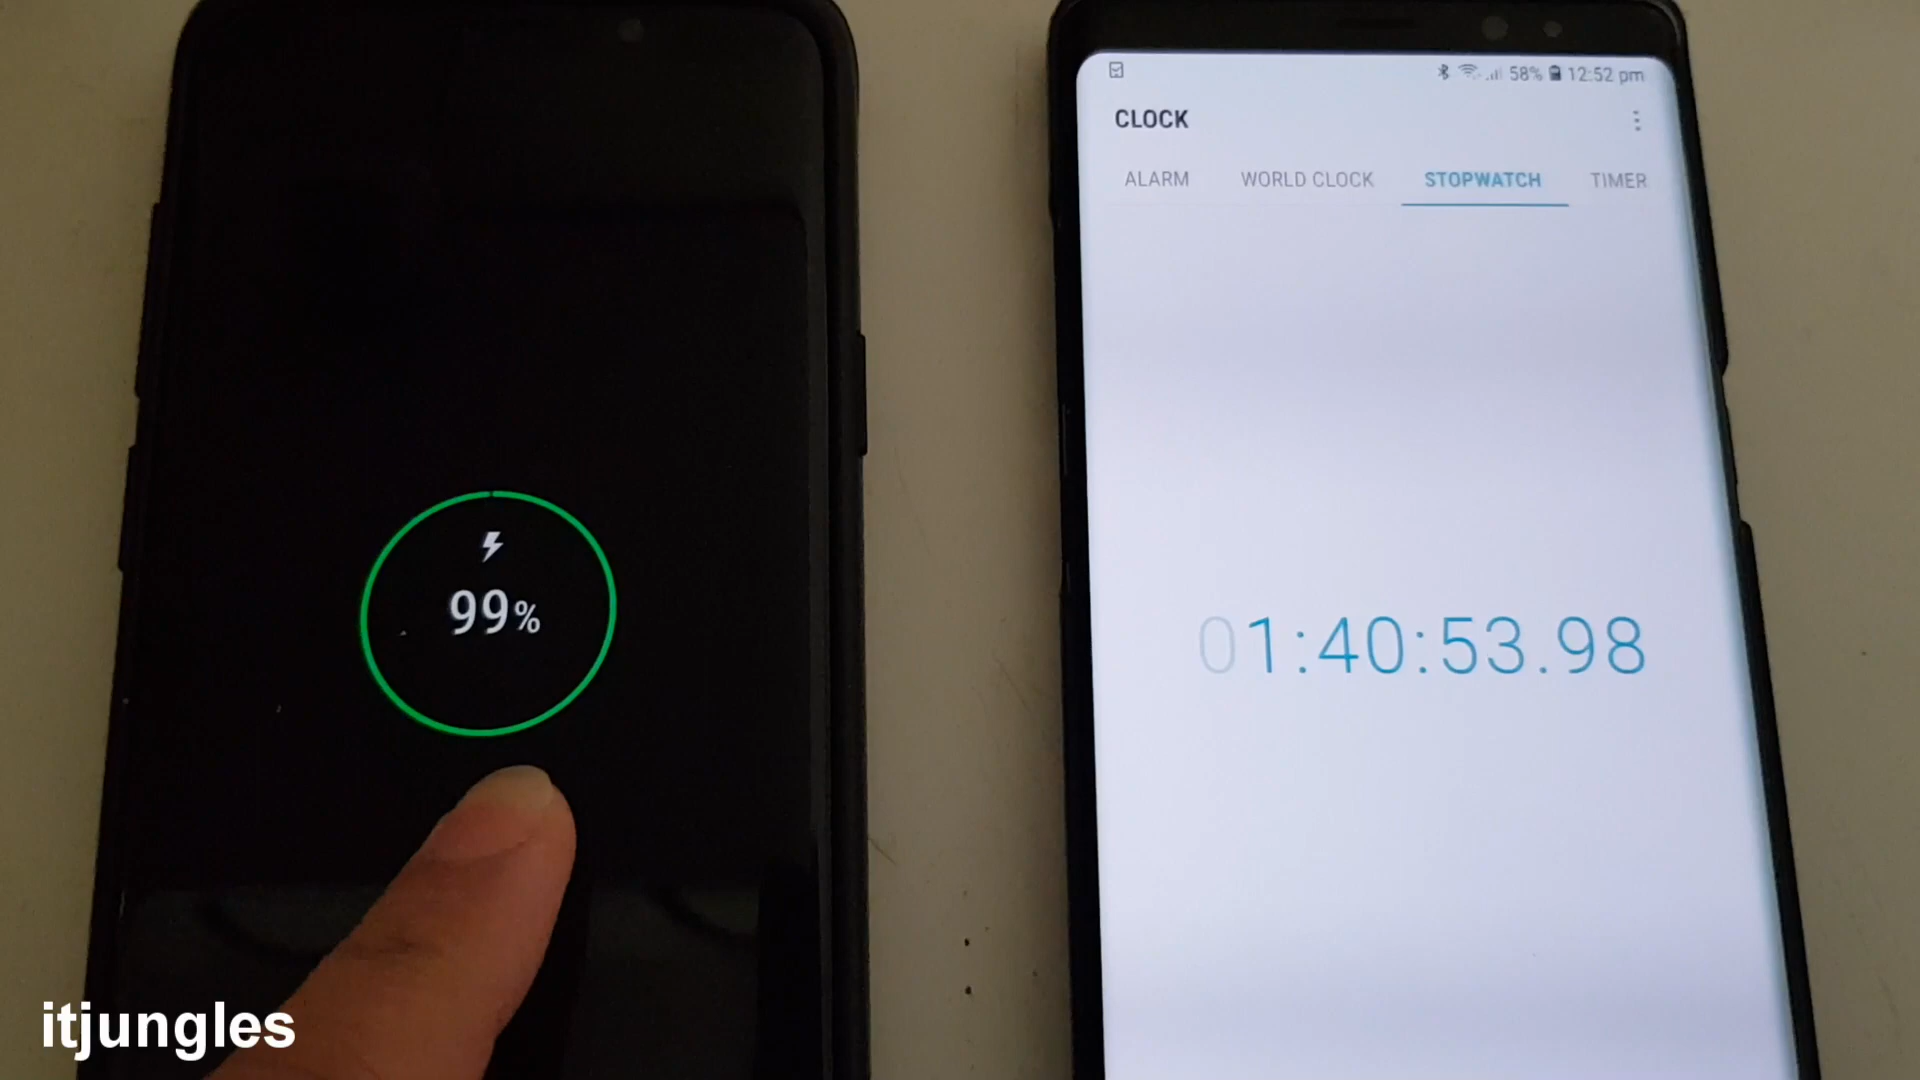 99%
58% 12:52 pm
CLOCK
ALARM WORLD CLOCK STOPWATCH TIMER
01:40:53.98
itjungles